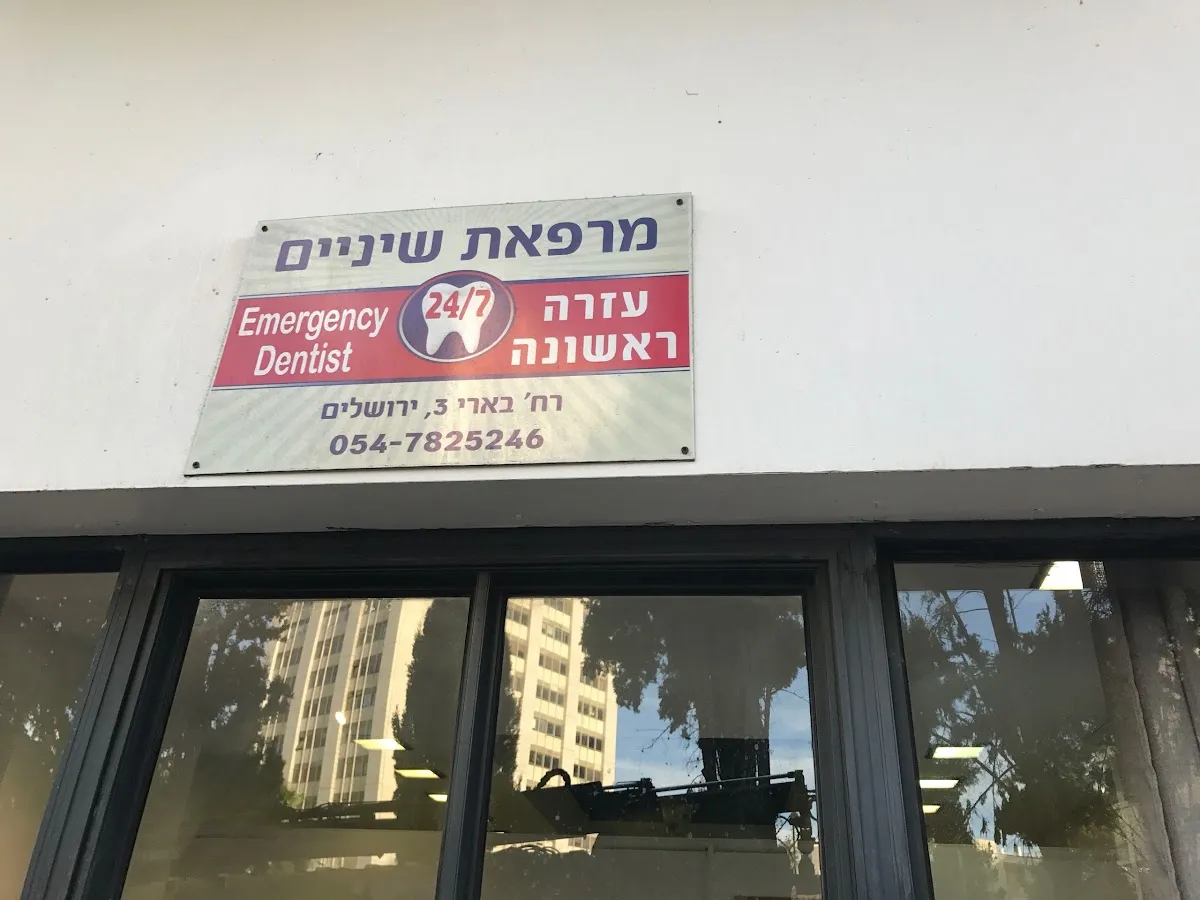 מרפאת שיניים
Emergency
Dentist
24/7
עזרה
ראשונה
רח' בארי 3, ירושלים
054-7825246